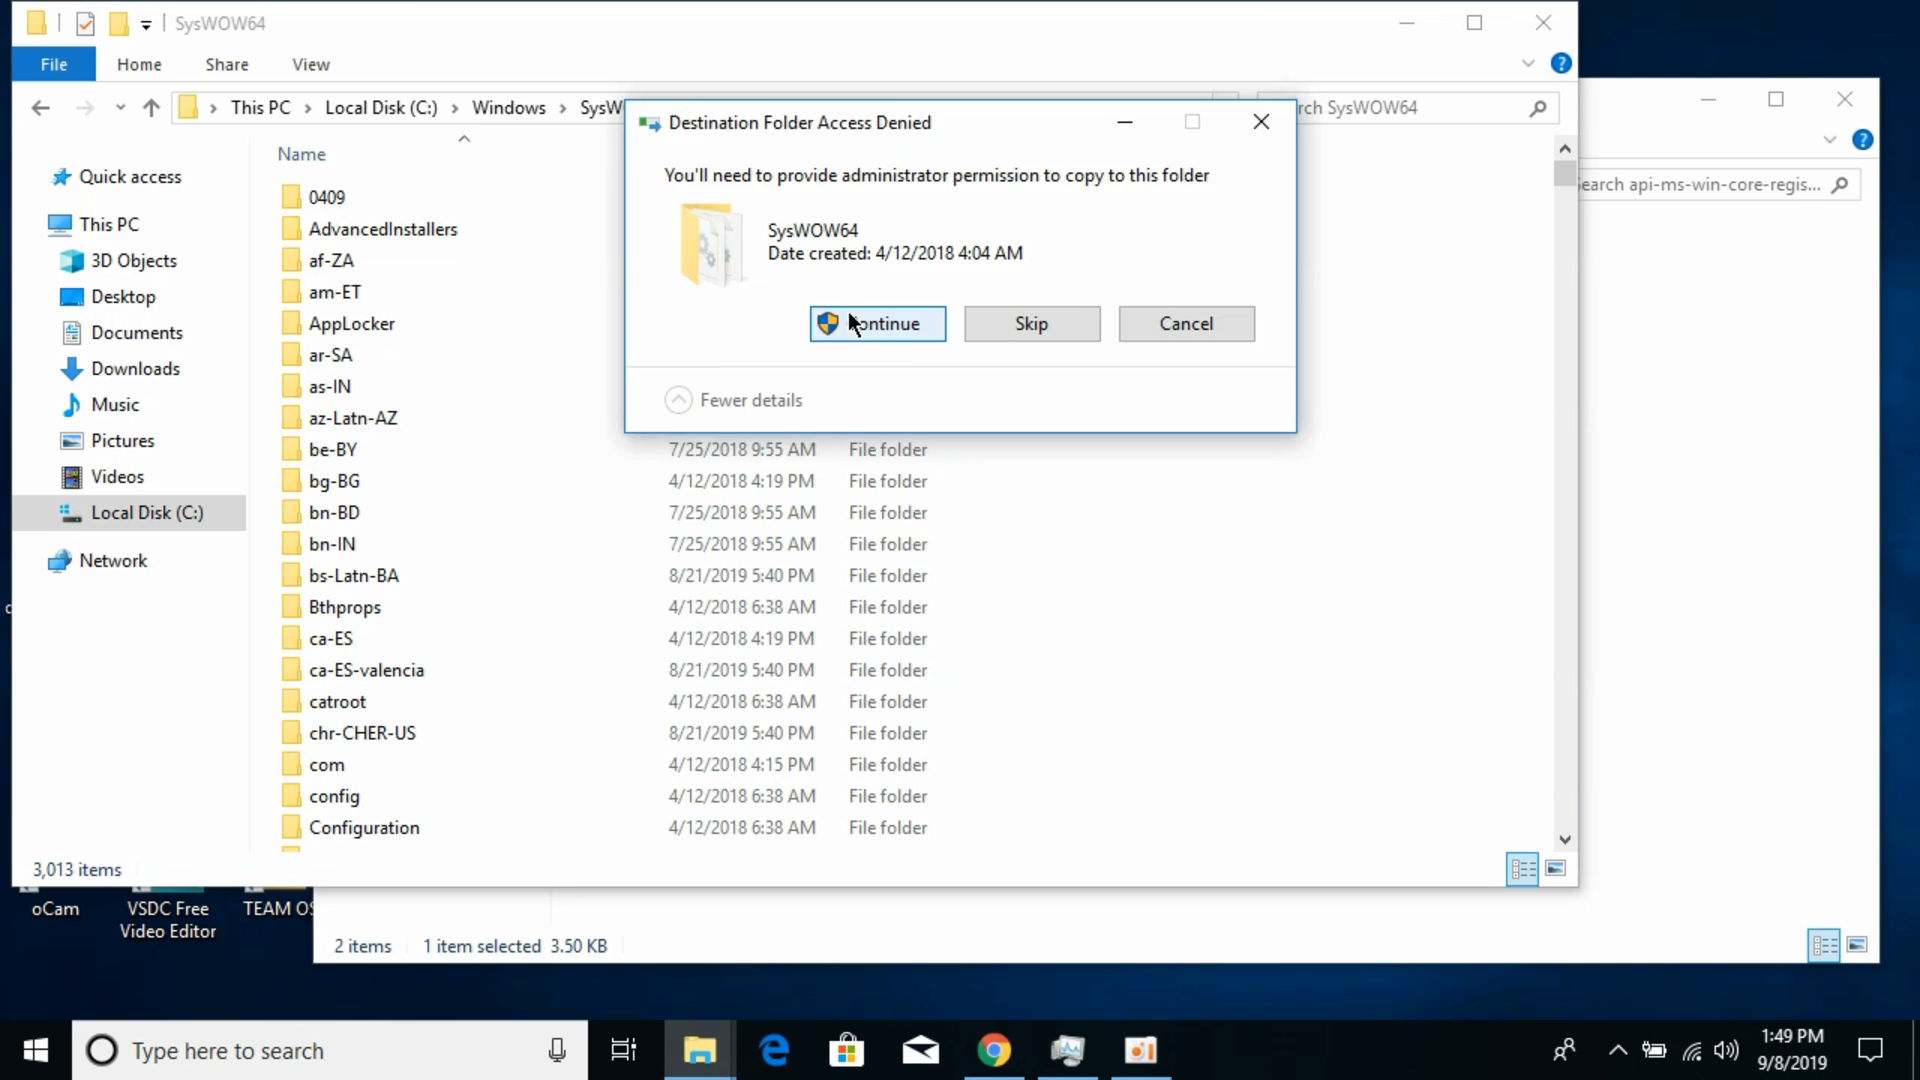 SysWOW64
File
Home
Share
View
This PC
Local Disk (C:)
Windows
rch SysWOW64
Name
Quick access
This PC
3D Objects
Desktop
Documents
Downloads
Music
Pictures
Videos
Local Disk (C:)
Network
0409
AdvancedInstallers
af-ZA
am-ET
AppLocker
ar-SA
as-IN
az-Latn-AZ
be-BY 7/25/2018 9:55 AM File folder
bg-BG 4/12/2018 4:19 PM File folder
bn-BD 7/25/2018 9:55 AM File folder
bn-IN 7/25/2018 9:55 AM File folder
bs-Latn-BA 8/21/2019 5:40 PM File folder
Bthprops 4/12/2018 6:38 AM File folder
ca-ES 4/12/2018 4:19 PM File folder
ca-ES-valencia 8/21/2019 5:40 PM File folder
catroot 4/12/2018 6:38 AM File folder
chr-CHER-US 8/21/2019 5:40 PM File folder
com 4/12/2018 4:15 PM File folder
config 4/12/2018 6:38 AM File folder
Configuration 4/12/2018 6:38 AM File folder
3,013 items
Destination Folder Access Denied
You'll need to provide administrator permission to copy to this folder
SysWOW64
Date created: 4/12/2018 4:04 AM
Continue
Skip
Cancel
Fewer details
Search api-ms-win-core-regis...
2 items 1 item selected 3.50 KB
oCam
VSDC Free
Video Editor
TEAM OS
Type here to search
1:49 PM
9/8/2019